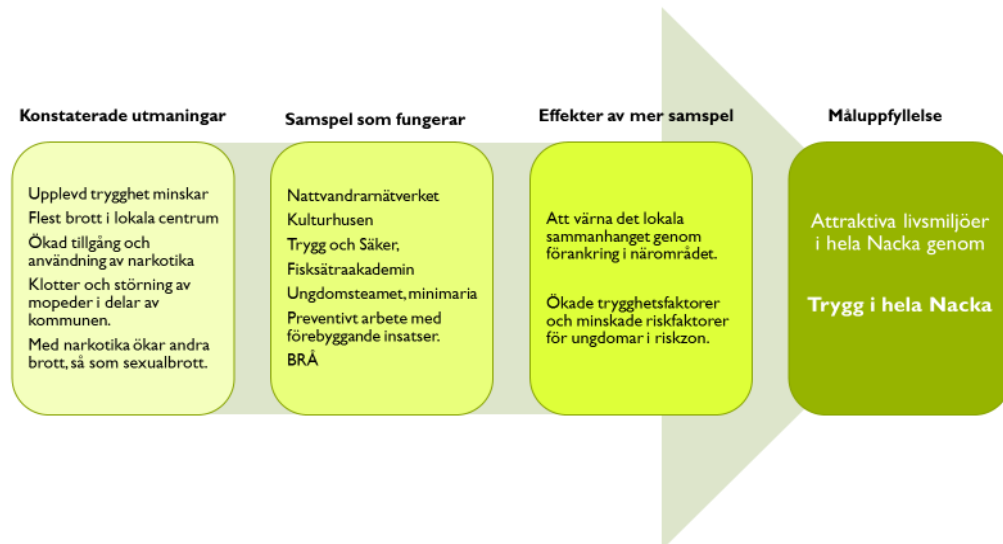 Konstaterade utmaningar
Upplevd trygghet minskar
Flest brott i lokala centrum
Ökad tillgång och
användning av narkotika
Klotter och störning av
mopeder i delar av
kommunen.
Med narkotika ökar andra
brott, så som sexualbrott.
Samspel som fungerar
Nattvandrarnätverket
Kulturhusen
Trygg och Säker,
Fisksätraakademin
Ungdomsteamet, minimaria
Preventivt arbete med
förebyggande insatser.
BRÅ
Effekter av mer samspel
Att värna det lokala
sammanhanget genom
förankring i närområdet.
Ökade trygghetsfaktorer
och minskade riskfaktorer
för ungdomar i riskzon.
Måluppfyllelse
Attraktiva livsmiljöer
i hela Nacka genom
Trygg i hela Nacka